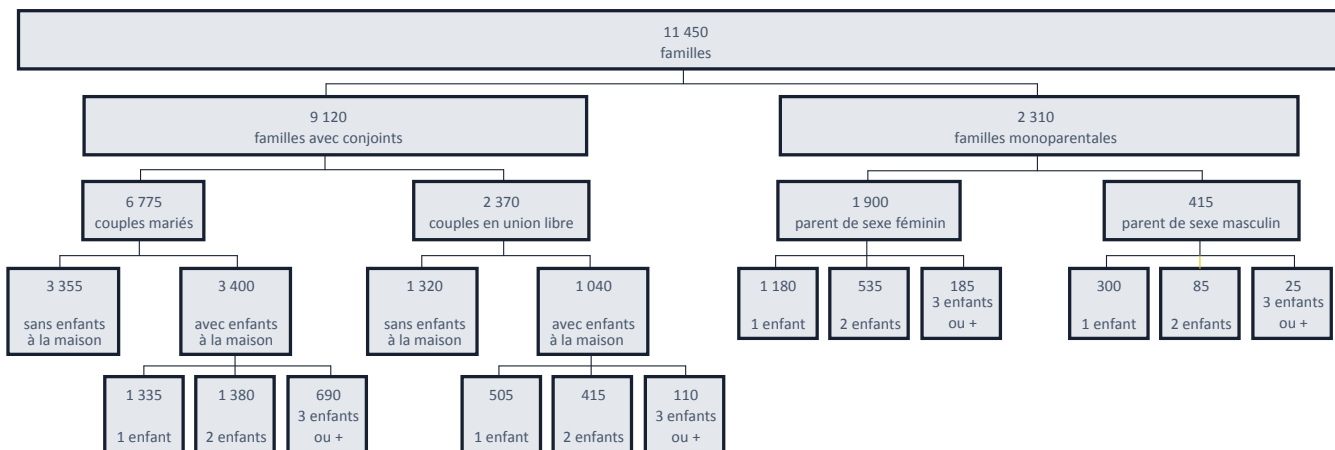 11 450
familles
9 120
familles avec conjoints
2 310
familles monoparentales
6 775
couples mariés
2 370
couples en union libre
1 900
parent de sexe féminin
415
parent de sexe masculin
3 355
sans enfants
à la maison
3 400
avec enfants
à la maison
1 320
sans enfants
à la maison
1 040
avec enfants
à la maison
1 180
1 enfant
535
2 enfants
185
3 enfants
ou +
300
1 enfant
85
2 enfants
25
3 enfants
ou +
1 335
1 enfant
1 380
2 enfants
690
3 enfants
ou +
505
1 enfant
415
2 enfants
110
3 enfants
ou +